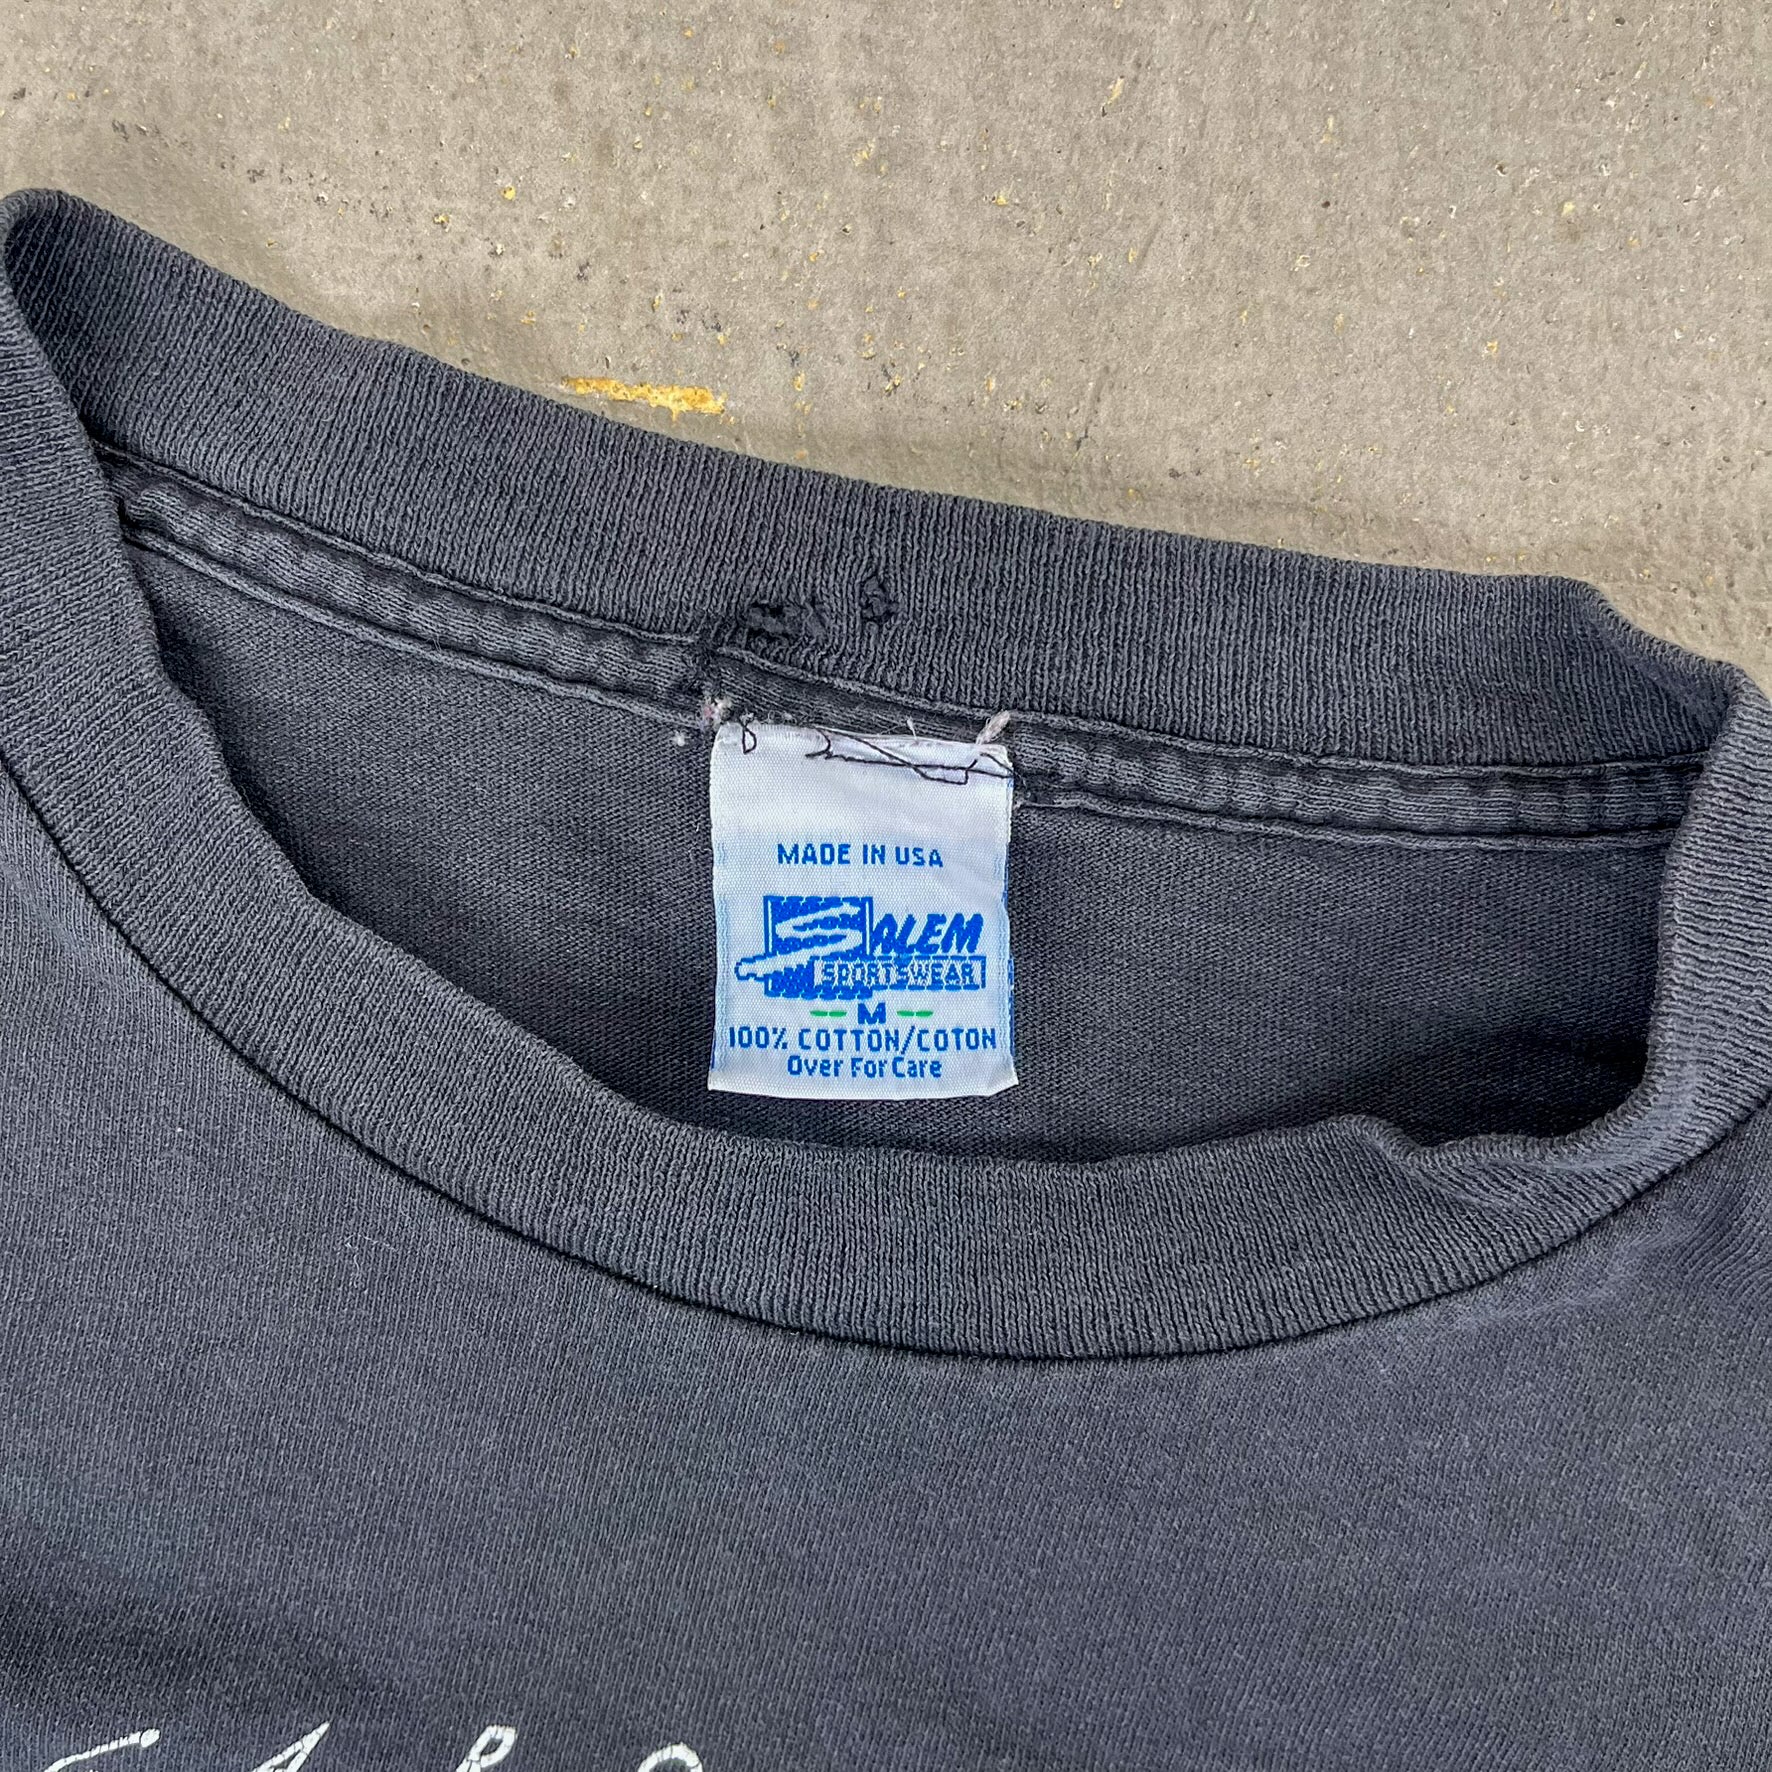 MADE IN USA
SALEM
SPORTSWEAR
M
100% COTTON/COTON
Over For Care